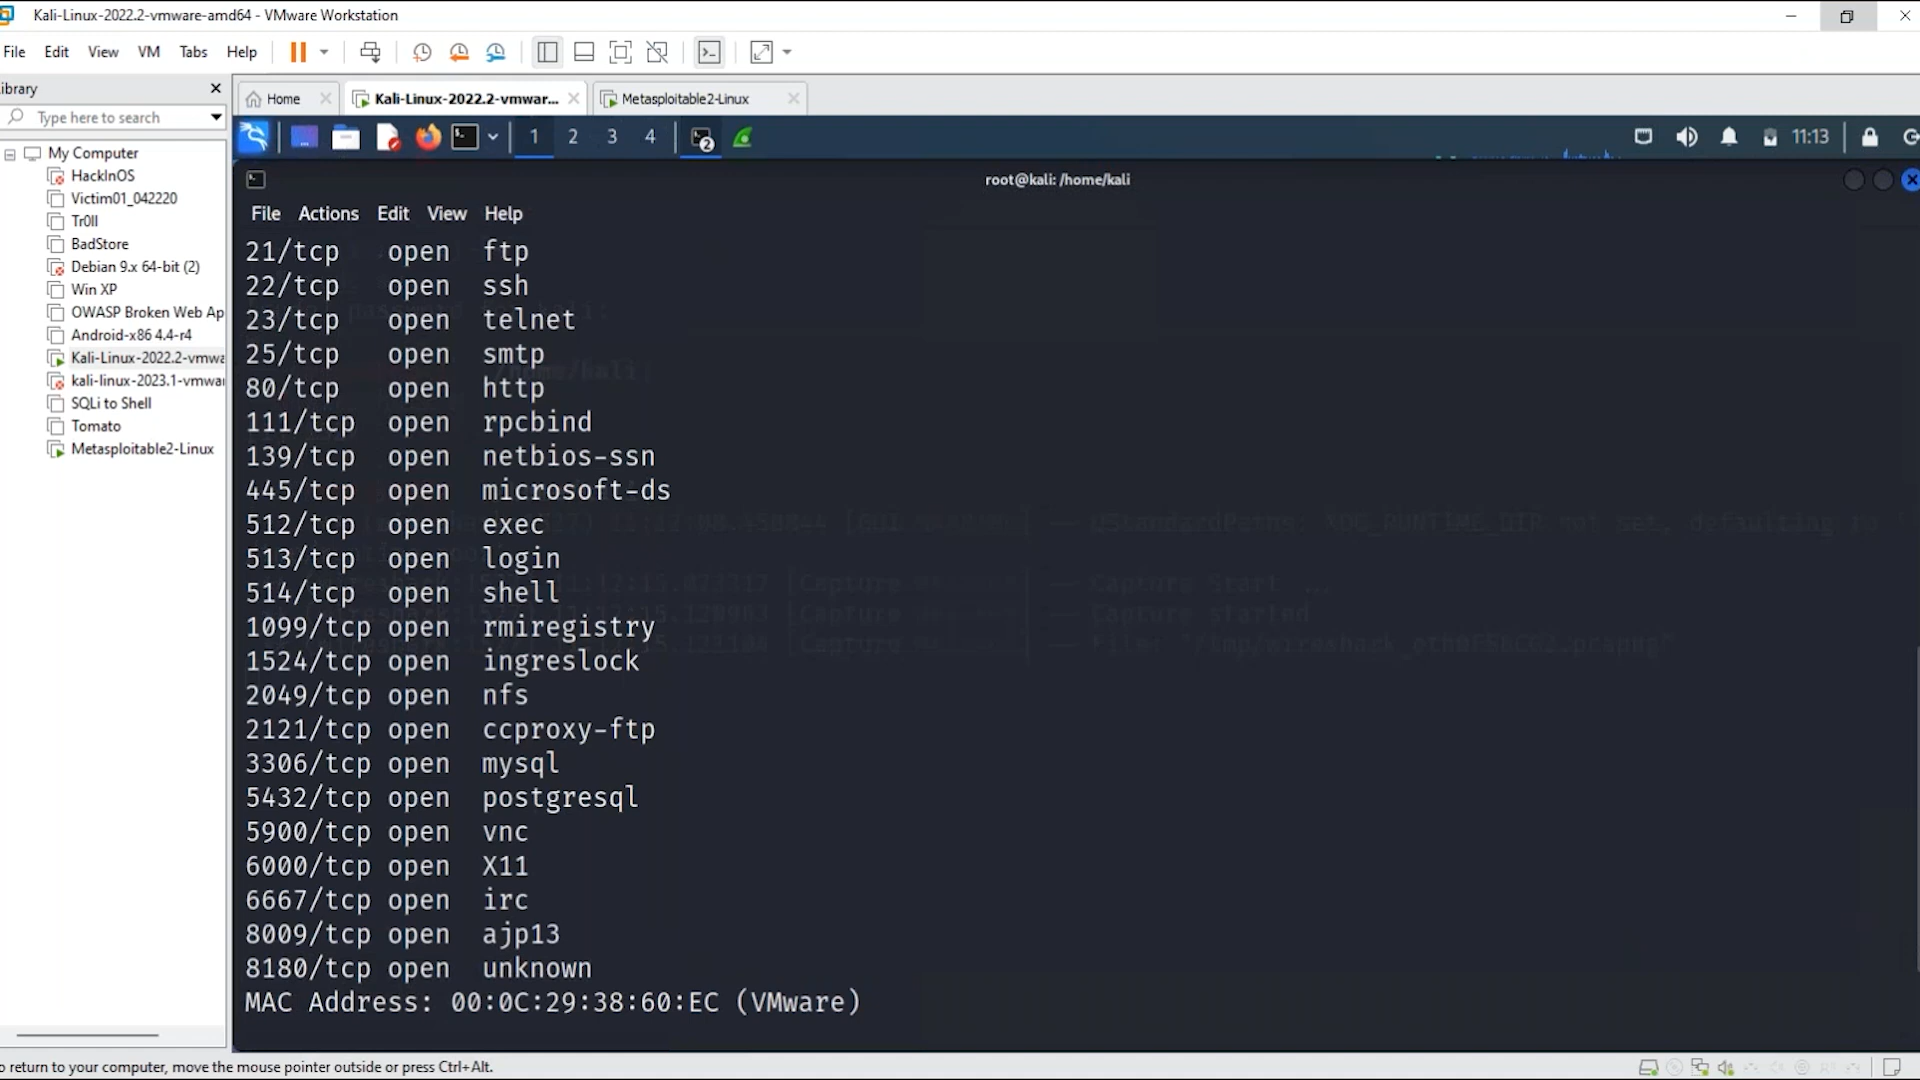 Kali-Linux-2022.2-vmware-amd64 - VMware Workstation
File Edit View VM Tabs Help
ibrary
Type here to search
Home
Kali-Linux-2022.2-vmwar...
Metasploitable2-Linux
My Computer
HackInOS
Victim01_042220
Tr0ll
BadStore
Debian 9.x 64-bit (2)
Win XP
OWASP Broken Web Ap
Android-x86 4.4-r4
Kali-Linux-2022.2-vmwa
kali-linux-2023.1-vmwar
SQLi to Shell
Tomato
Metasploitable2-Linux
1 2 3 4 2 11:13
root@kali: /home/kali
File Actions Edit View Help
21/tcp open ftp
22/tcp open ssh
23/tcp open telnet
25/tcp open smtp
80/tcp open http
111/tcp open rpcbind
139/tcp open netbios-ssn
445/tcp open microsoft-ds
512/tcp open exec
513/tcp open login
514/tcp open shell
1099/tcp open rmiregistry
1524/tcp open ingreslock
2049/tcp open nfs
2121/tcp open ccproxy-ftp
3306/tcp open mysql
5432/tcp open postgresql
5900/tcp open vnc
6000/tcp open X11
6667/tcp open irc
8009/tcp open ajp13
8180/tcp open unknown
MAC Address: 00:0C:29:38:60:EC (VMware)
o return to your computer, move the mouse pointer outside or press Ctrl+Alt.